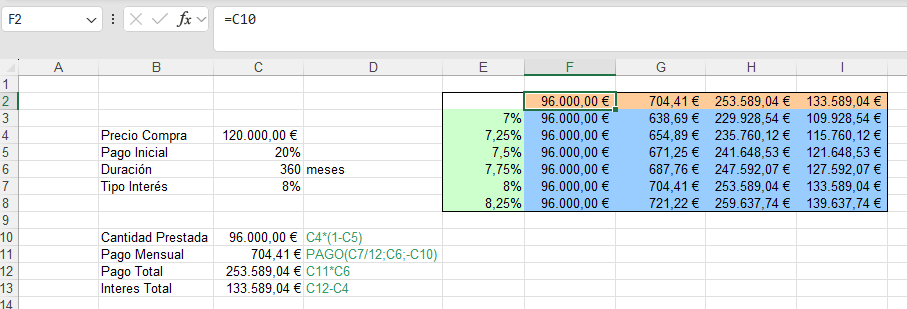 F2 fx =C10
A B C D E F G H I
1
2 96.000,00 € 704,41 € 253.589,04 € 133.589,04 €
3 7% 96.000,00 € 638,69 € 229.928,54 € 109.928,54 €
4 Precio Compra 120.000,00 € 7,25% 96.000,00 € 654,89 € 235.760,12 € 115.760,12 €
5 Pago Inicial 20% 7,5% 96.000,00 € 671,25 € 241.648,53 € 121.648,53 €
6 Duración 360 meses 7,75% 96.000,00 € 687,76 € 247.592,07 € 127.592,07 €
7 Tipo Interés 8% 8% 96.000,00 € 704,41 € 253.589,04 € 133.589,04 €
8 8,25% 96.000,00 € 721,22 € 259.637,74 € 139.637,74 €
9
10 Cantidad Prestada 96.000,00 € C4*(1-C5)
11 Pago Mensual 704,41 € PAGO(C7/12;C6;-C10)
12 Pago Total 253.589,04 € C11*C6
13 Interes Total 133.589,04 € C12-C4
14